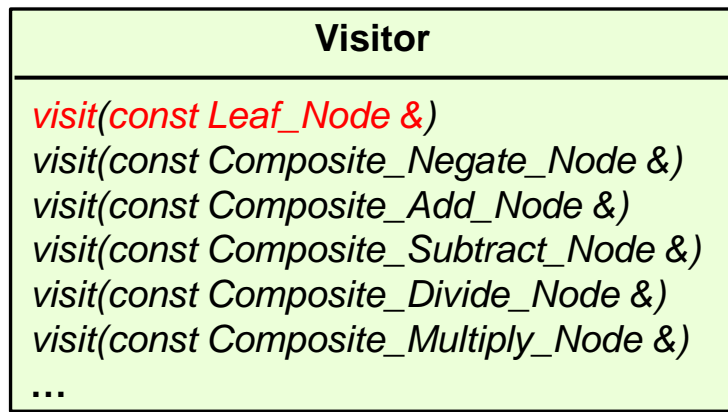 Visitor
visit(const Leaf_Node &)
visit(const Composite_Negate_Node &)
visit(const Composite_Add_Node &)
visit(const Composite_Subtract_Node &)
visit(const Composite_Divide_Node &)
visit(const Composite_Multiply_Node &)
…